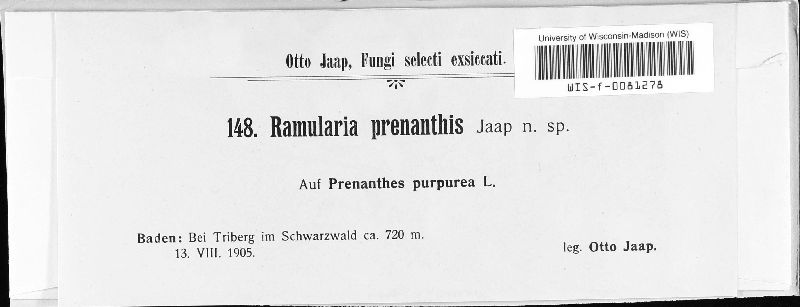 University of Wisconsin-Madison (WIS)
WIS-f-0081278
Otto Jaap, Fungi selecti exsiccati.
148. Ramularia prenanthis Jaap n. sp.
Auf Prenanthes purpurea L.
Baden: Bei Triberg im Schwarzwald ca. 720 m.
13. VIII. 1905.
leg. Otto Jaap.